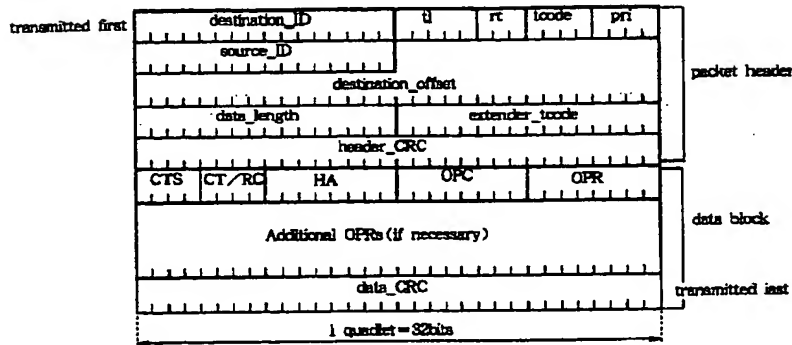 transmitted first
destination_ID tl rt tcode pri
source_ID
destination_offset
packet header
data_length extender_tcode
header_CRC
CTS CT/RC HA OPC OPR
Additional OPRs(if necessary)
data block
data_CRC
transmitted last
1 quadlet=32bits